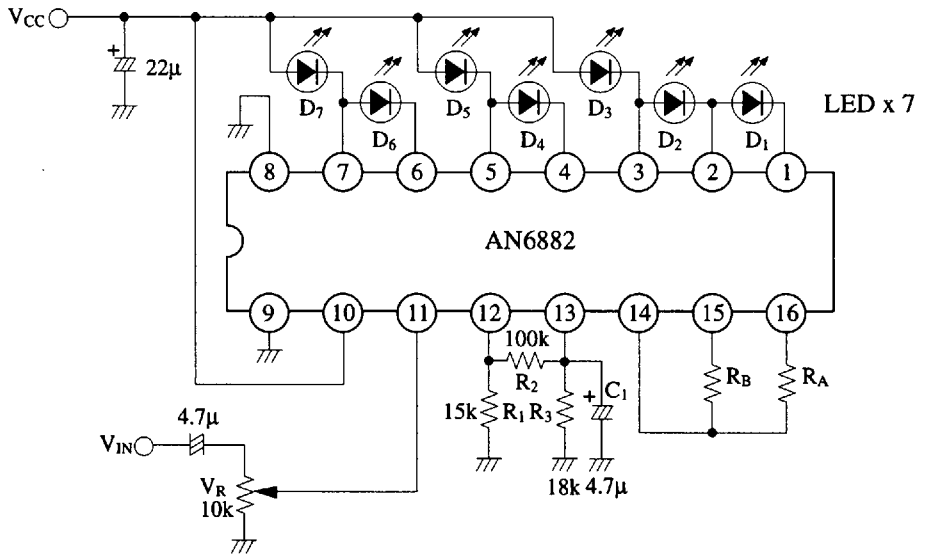 VCC
+
22μ
D7
D6
D5
D4
D3
D2
D1
LED x 7
8 7 6 5 4 3 2 1
AN6882
9 10 11 12 13 14 15 16
100k
R2
15k R1 R3
+ C1
RB
RA
18k 4.7μ
4.7μ
VIN
VR
10k